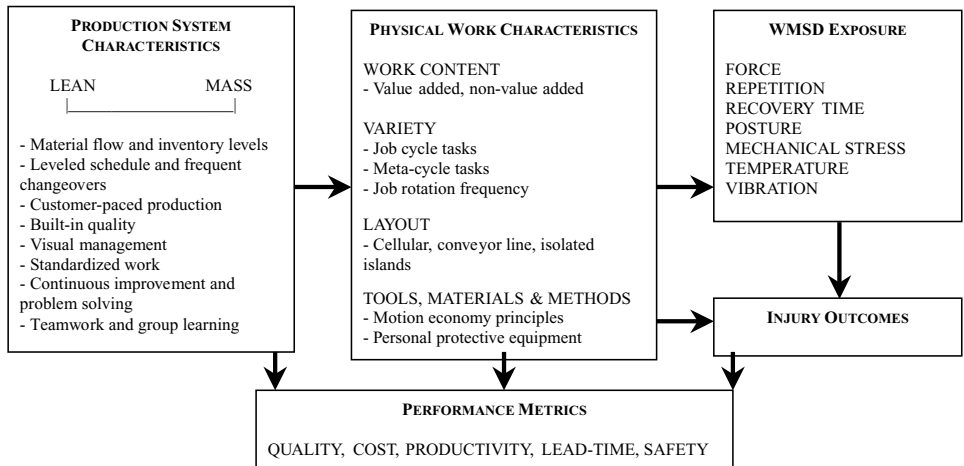 PRODUCTION SYSTEM
CHARACTERISTICS
LEAN MASS
- Material flow and inventory levels
- Leveled schedule and frequent
changeovers
- Customer-paced production
- Built-in quality
- Visual management
- Standardized work
- Continuous improvement and
problem solving
- Teamwork and group learning
PHYSICAL WORK CHARACTERISTICS
WORK CONTENT
- Value added, non-value added
VARIETY
- Job cycle tasks
- Meta-cycle tasks
- Job rotation frequency
LAYOUT
- Cellular, conveyor line, isolated
islands
TOOLS, MATERIALS & METHODS
- Motion economy principles
- Personal protective equipment
WMSD EXPOSURE
FORCE
REPETITION
RECOVERY TIME
POSTURE
MECHANICAL STRESS
TEMPERATURE
VIBRATION
INJURY OUTCOMES
PERFORMANCE METRICS
QUALITY, COST, PRODUCTIVITY, LEAD-TIME, SAFETY